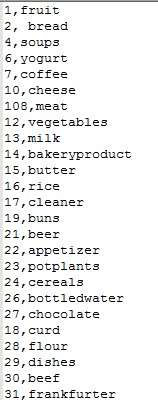 1,fruit
2, bread
4,soups
6,yogurt
7,coffee
10,cheese
108,meat
12,vegetables
13,milk
14,bakeryproduct
15,butter
16,rice
17,cleaner
19,buns
21,beer
22,appetizer
23,potplants
24,cereals
26,bottledwater
27,chocolate
18,curd
28,flour
29,dishes
30,beef
31,frankfurter